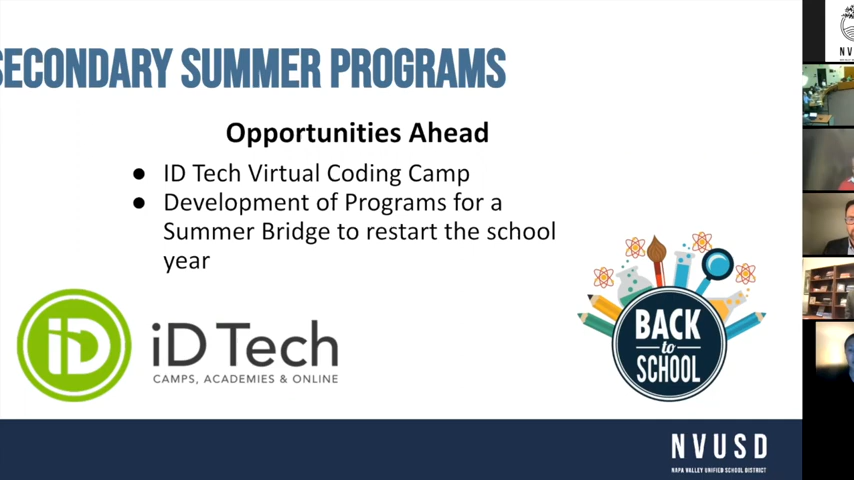 SECONDARY SUMMER PROGRAMS
Opportunities Ahead
● ID Tech Virtual Coding Camp
● Development of Programs for a
Summer Bridge to restart the school
year
iD
iD Tech
CAMPS, ACADEMIES & ONLINE
BACK
to
SCHOOL
NVUSD
NAPA VALLEY UNIFIED SCHOOL DISTRICT
NVUS